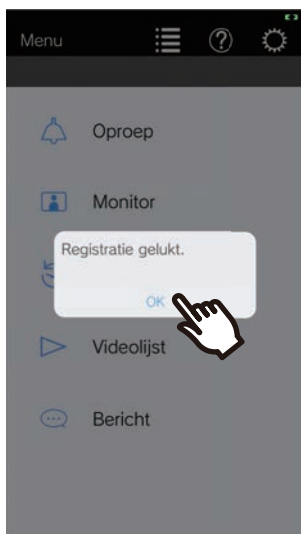 Menu
Oproep
Monitor
Registratie gelukt.
OK
Videolijst
Bericht